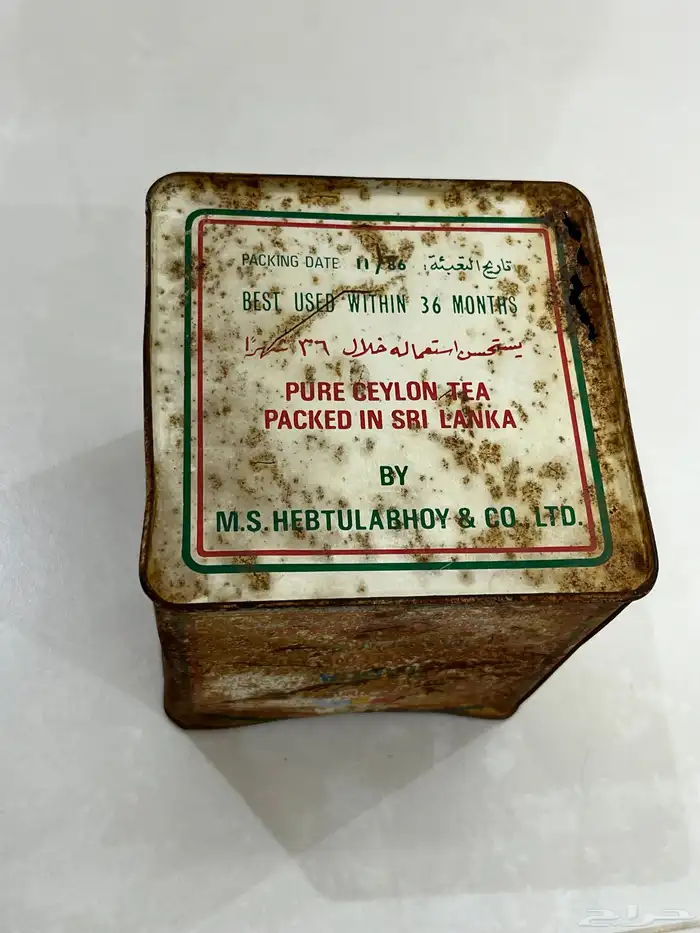 PACKING DATE 11/86 تاريخ التعبئة:
BEST USED WITHIN 36 MONTHS
يستحسن استعماله خلال ٣٦ شهرًا
PURE CEYLON TEA
PACKED IN SRI LANKA
BY
M.S. HEBTULABHOY & CO. LTD.
حراج